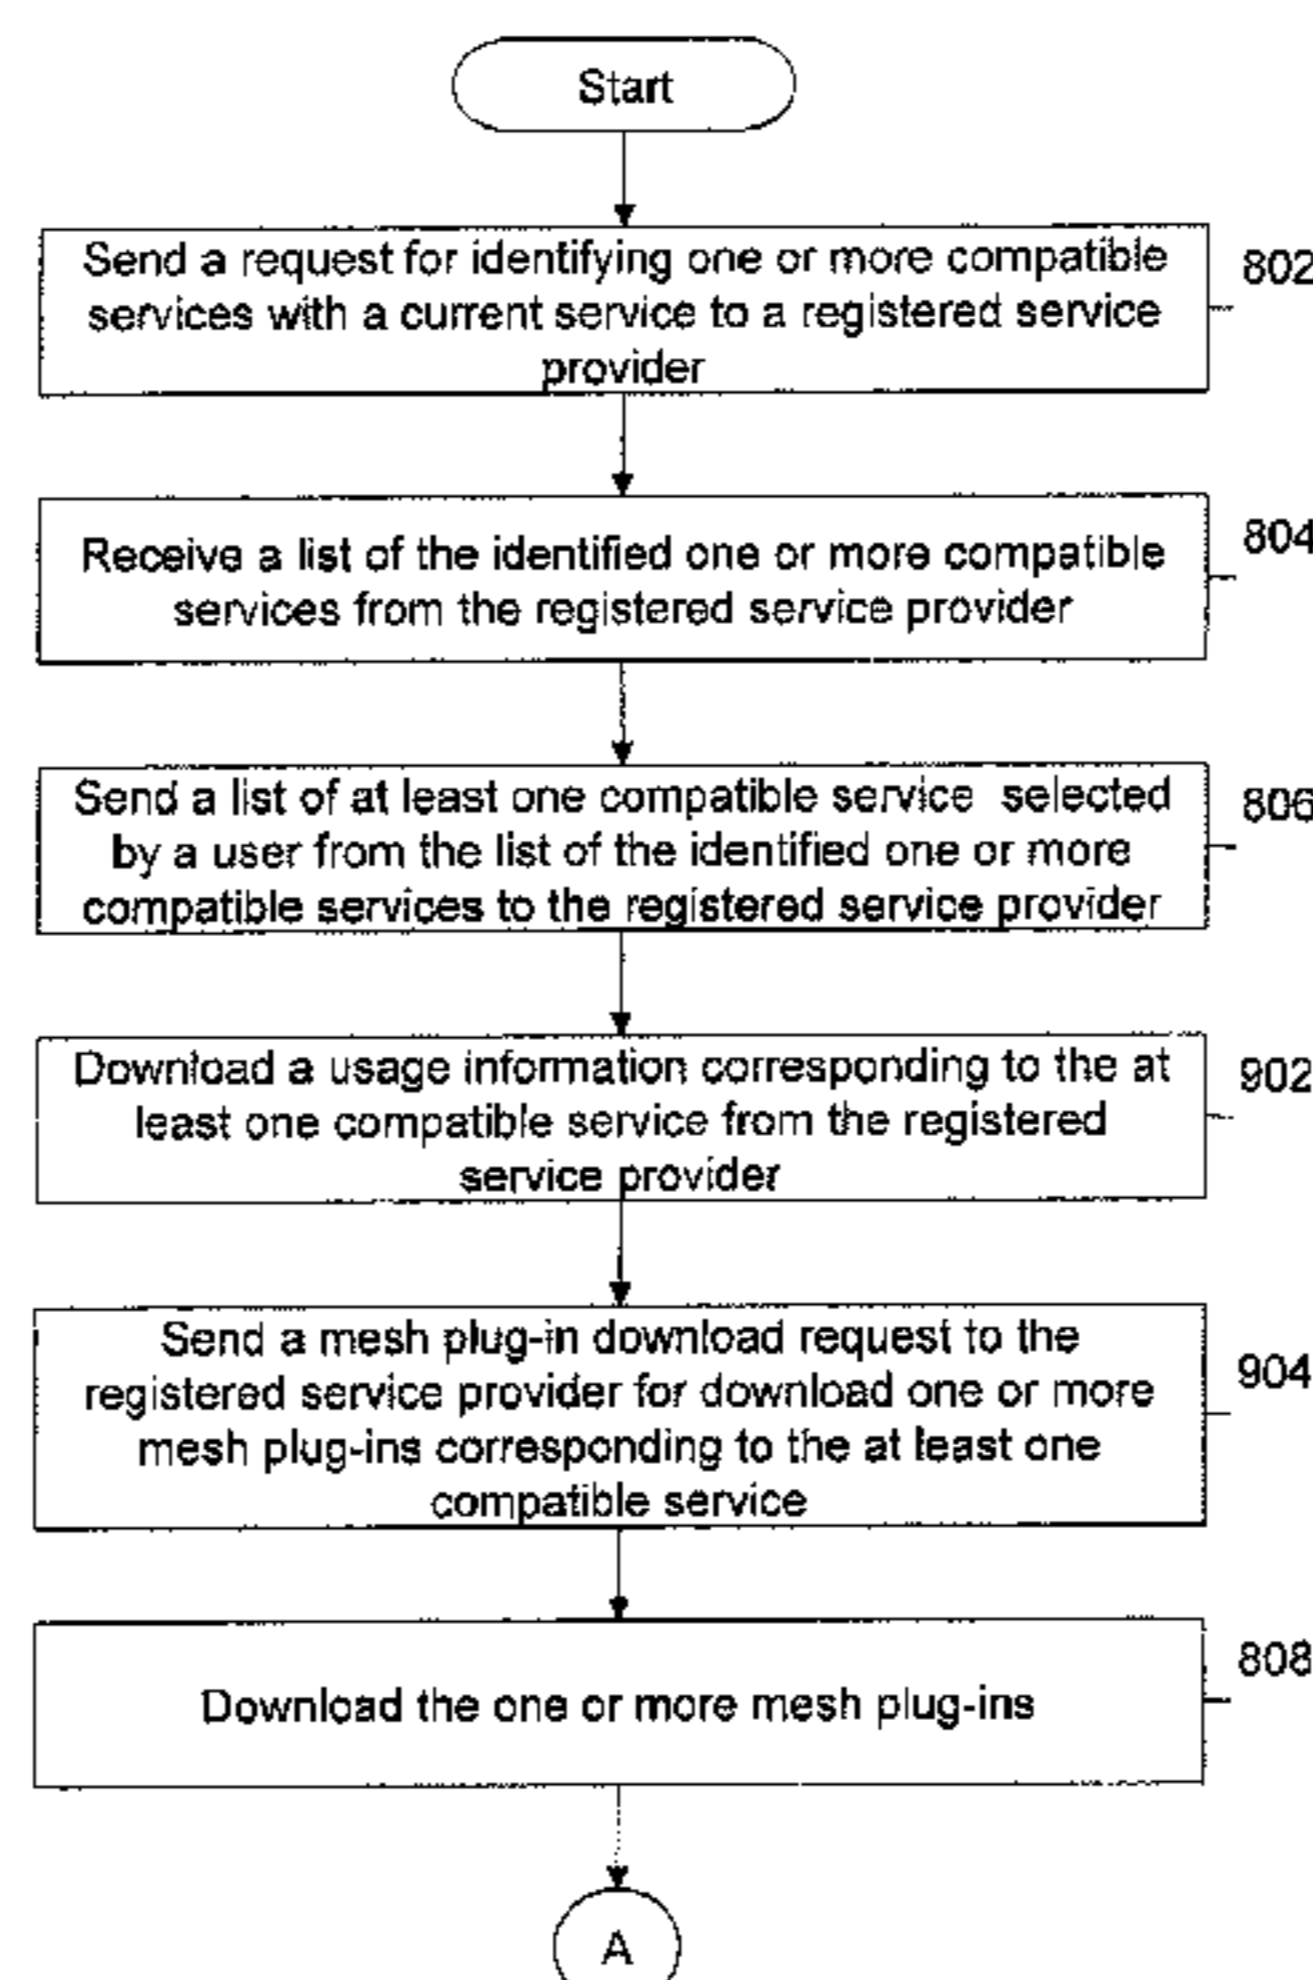 Start
Send a request for identifying one or more compatible
services with a current service to a registered service
provider
802
Receive a list of the identified one or more compatible
services from the registered service provider
804
Send a list of at least one compatible service selected
by a user from the list of the identified one or more
compatible services to the registered service provider
806
Download a usage information corresponding to the at
least one compatible service from the registered
service provider
902
Send a mesh plug-in download request to the
registered service provider for download one or more
mesh plug-ins corresponding to the at least one
compatible service
904
Download the one or more mesh plug-ins
808
A